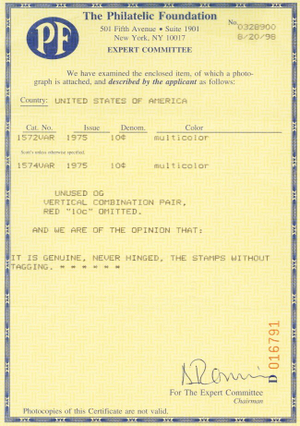 PF
The Philatelic Foundation
501 Fifth Avenue • Suite 1901
New York, NY 10017
EXPERT COMMITTEE
No. 0328900
8/20/98
We have examined the enclosed item, of which a photo-
graph is attached, and described by the applicant as follows:
Country: UNITED STATES OF AMERICA
Cat. No. Issue Denom. Color
1572VAR 1975 10¢ multicolor
Scott's unless otherwise specified
1574VAR 1975 10¢ multicolor
UNUSED OG
VERTICAL COMBINATION PAIR,
RED "10c" OMITTED.
AND WE ARE OF THE OPINION THAT:
IT IS GENUINE, NEVER HINGED, THE STAMPS WITHOUT
TAGGING. * * * * * *
D 016791
For The Expert Committee
Chairman
Photocopies of this Certificate are not valid.